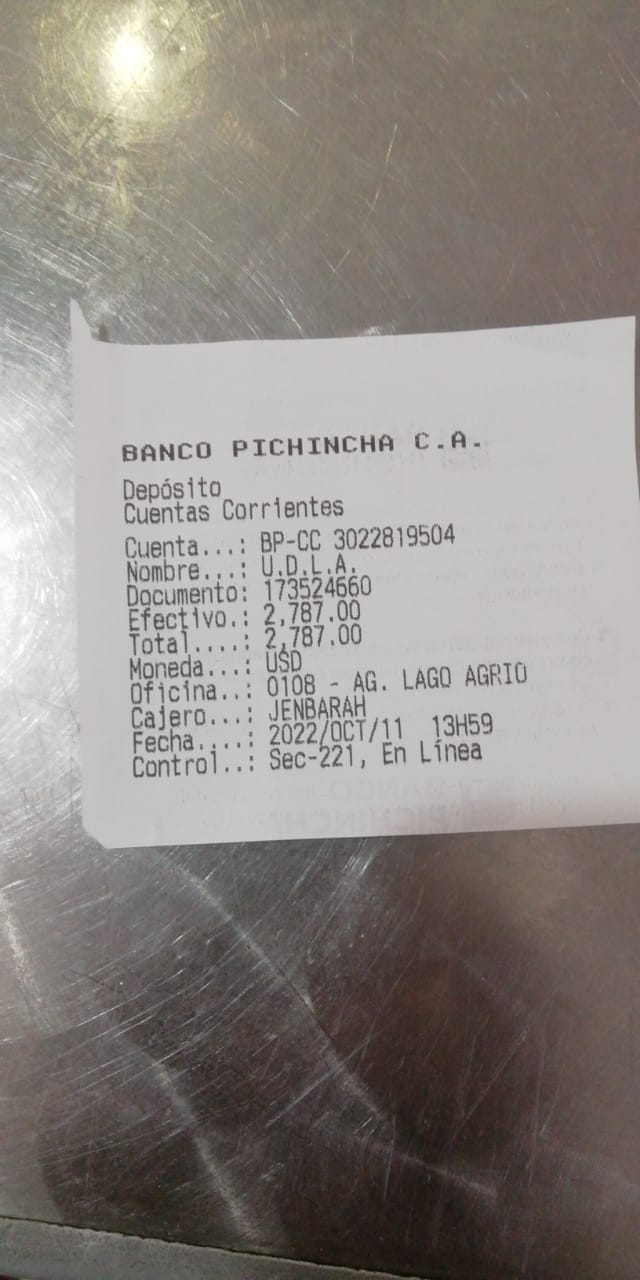 BANCO PICHINCHA C.A.
Depósito
Cuentas Corrientes
Cuenta...: BP-CC 3022819504
Nombre...: U.D.L.A.
Documento: 173524660
Efectivo.: 2,787.00
Total....: 2,787.00
Moneda...: USD
Oficina..: 0108 - AG. LAGO AGRIO
Cajero...: JENBARAH
Fecha....: 2022/OCT/11 13H59
Control..: Sec-221, En Línea